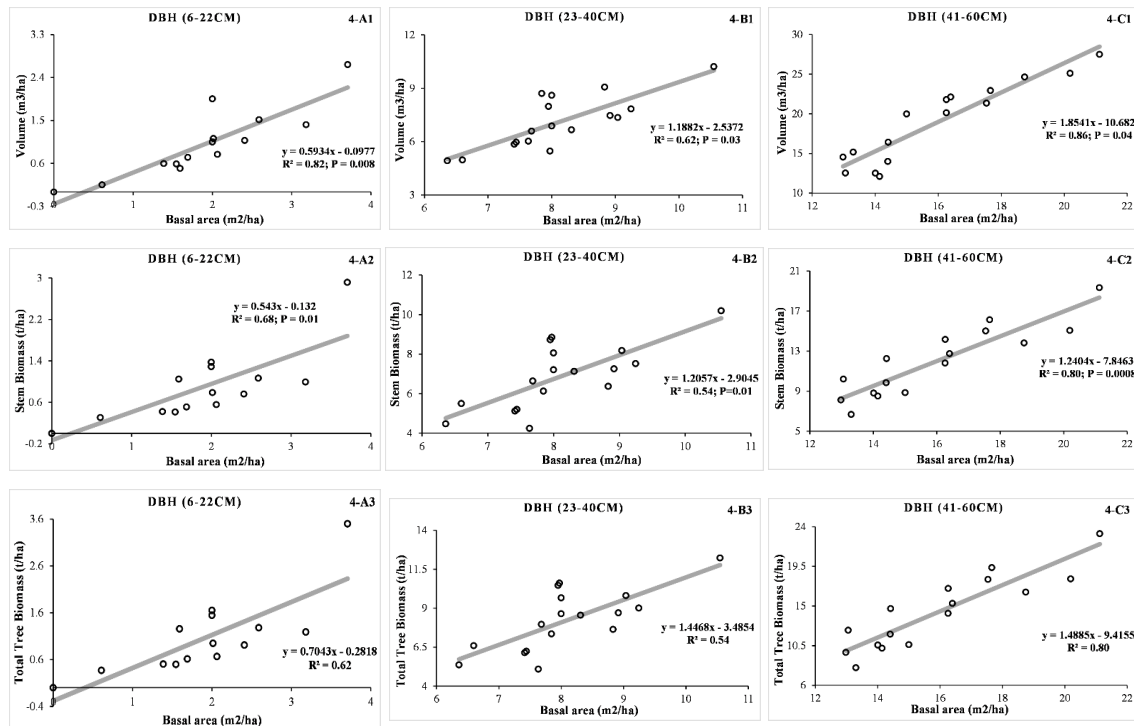 DBH (6-22CM)
4-A1
3.3
2.4
1.5
0.6
-0.3
Volume (m3/ha)
y = 0.5934x - 0.0977
R² = 0.82; P = 0.008
0 1 2 3 4
Basal area (m2/ha)
DBH (23-40CM)
4-B1
12
9
6
3
Volume (m3/ha)
y = 1.1882x - 2.5372
R² = 0.62; P = 0.03
6 7 8 9 10 11
Basal area (m2/ha)
DBH (41-60CM)
4-C1
30
25
20
15
10
Volume (m3/ha)
y = 1.8541x - 10.682
R² = 0.86; P = 0.04
12 14 16 18 20 22
Basal area (m2/ha)
DBH (6-22CM)
4-A2
3
2.2
1.4
0.6
-0.2
Stem Biomass (t/ha)
y = 0.543x - 0.132
R² = 0.68; P = 0.01
0 1 2 3 4
Basal area (m2/ha)
DBH (23-40CM)
4-B2
12
10
8
6
4
Stem Biomass (t/ha)
y = 1.2057x - 2.9045
R² = 0.54; P=0.01
6 7 8 9 10 11
Basal area (m2/ha)
DBH (41-60CM)
4-C2
21
17
13
9
5
Stem Biomass (t/ha)
y = 1.2404x - 7.8463
R² = 0.80; P = 0.0008
12 14 16 18 20 22
Basal area (m2/ha)
DBH (6-22CM)
4-A3
3.6
2.6
1.6
0.6
-0.4
Total Tree Biomass (t/ha)
y = 0.7043x - 0.2818
R² = 0.62
0 1 2 3 4
Basal area (m2/ha)
DBH (23-40CM)
4-B3
14
11.5
9
6.5
4
Total Tree Biomass (t/ha)
y = 1.4468x - 3.4854
R² = 0.54
6 7 8 9 10 11
Basal area (m2/ha)
DBH (41-60CM)
4-C3
24
19.5
15
10.5
6
Total Tree Biomass (t/ha)
y = 1.4885x - 9.4155
R² = 0.80
12 14 16 18 20 22
Basal area (m2/ha)